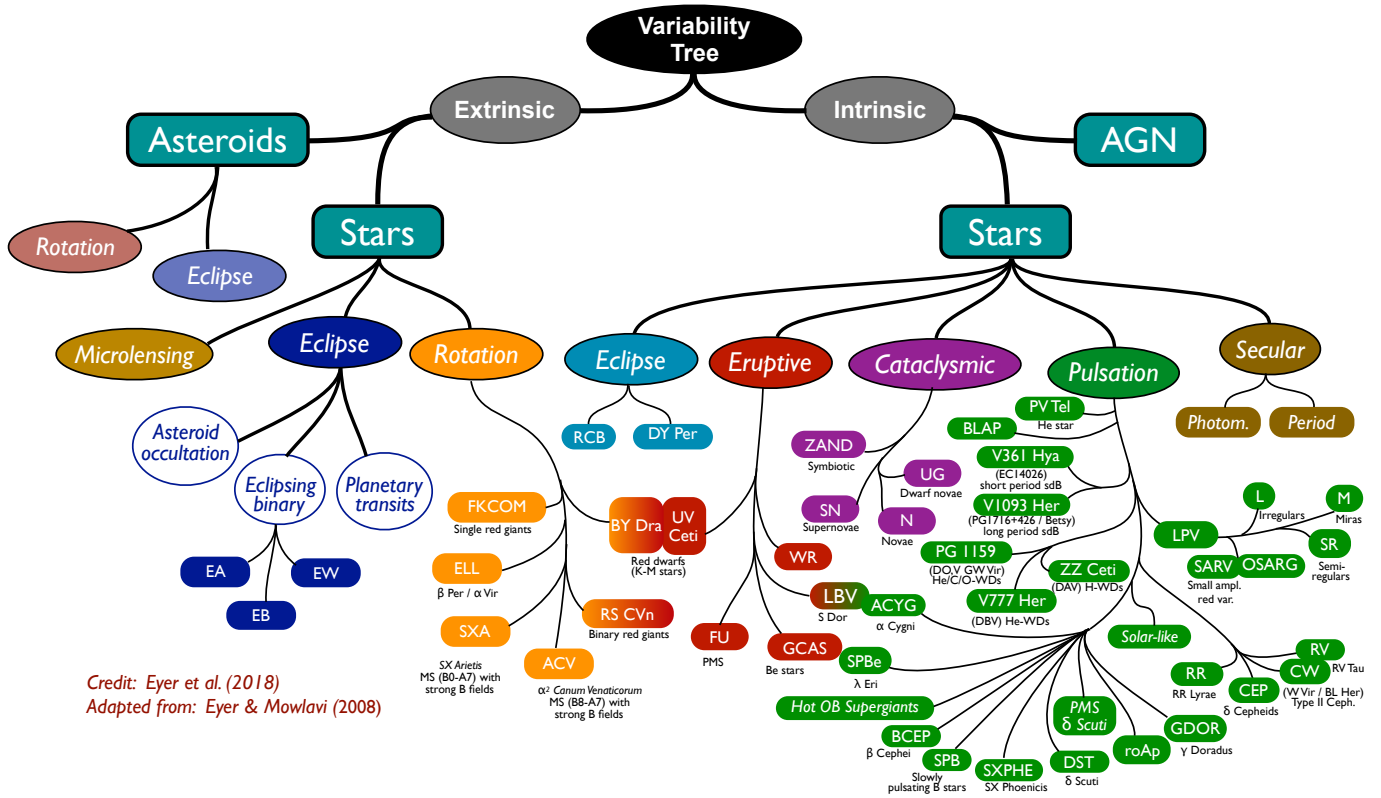 Variability
Tree
Extrinsic
Intrinsic
Asteroids
AGN
Rotation
Eclipse
Stars
Stars
Microlensing
Eclipse
Rotation
Eclipse
Eruptive
Cataclysmic
Pulsation
Secular
Asteroid
occultation
Eclipsing
binary
Planetary
transits
EA
EB
EW
FKCOM
Single red giants
ELL
β Per / α Vir
SXA
SX Arietis
MS (B0-A7) with
strong B fields
ACV
α² Canum Venaticorum
MS (B8-A7) with
strong B fields
BY Dra
UV
Ceti
Red dwarfs
(K-M stars)
RS CVn
Binary red giants
RCB
DY Per
WR
LBV
S Dor
FU
PMS
GCAS
Be stars
ZAND
Symbiotic
UG
Dwarf novae
SN
Supernovae
N
Novae
PV Tel
He star
BLAP
V361 Hya
(EC14026)
short period sdB
V1093 Her
(PG1716+426 / Betsy)
long period sdB
PG 1159
(DO,V GW Vir)
He/C/O-WDs
ZZ Ceti
(DAV) H-WDs
V777 Her
(DBV) He-WDs
ACYG
α Cygni
SPBe
λ Eri
Hot OB Supergiants
BCEP
β Cephei
SPB
Slowly
pulsating B stars
SXPHE
SX Phoenicis
DST
δ Scuti
PMS
δ Scuti
roAp
GDOR
γ Doradus
Solar-like
LPV
L
Irregulars
M
Miras
SR
Semi-
regulars
SARV
Small ampl.
red var.
OSARG
RR
RR Lyrae
CEP
δ Cepheids
RV
RV Tau
CW
(W Vir / BL Her)
Type II Ceph.
Photom.
Period
Credit: Eyer et al. (2018)
Adapted from: Eyer & Mowlavi (2008)